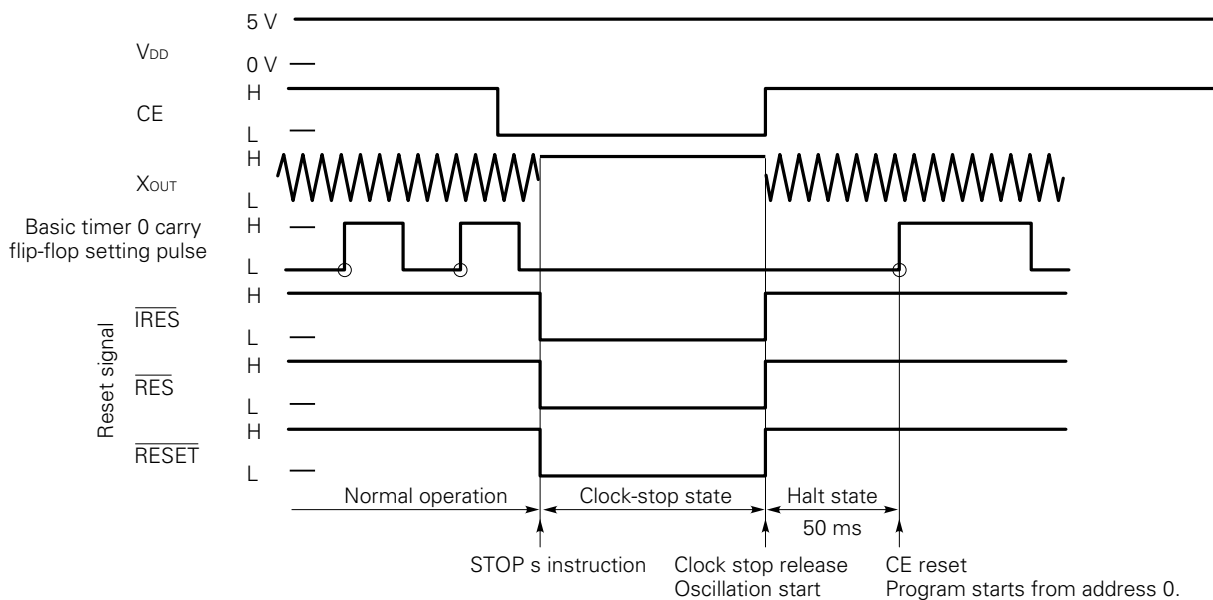 5 V
VDD
0 V
H
CE
L
H
XOUT
L
Basic timer 0 carry
flip-flop setting pulse
H
L
Reset signal
H
IRES
L
H
RES
L
H
RESET
L
Normal operation
Clock-stop state
Halt state
50 ms
STOP s instruction
Clock stop release
Oscillation start
CE reset
Program starts from address 0.